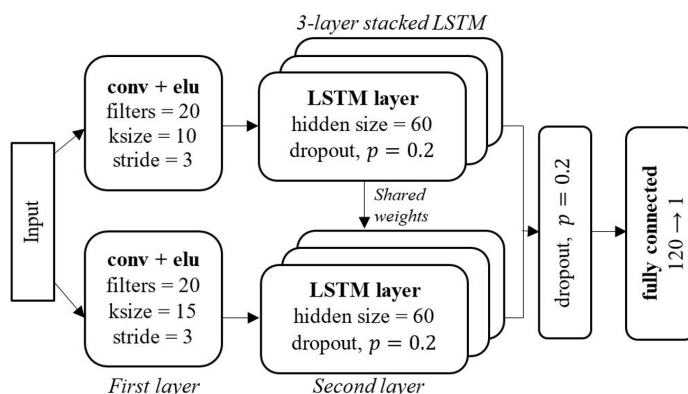 3-layer stacked LSTM
Input
conv + elu
filters = 20
ksize = 10
stride = 3
LSTM layer
hidden size = 60
dropout, 𝑝 = 0.2
Shared
weights
conv + elu
filters = 20
ksize = 15
stride = 3
LSTM layer
hidden size = 60
dropout, 𝑝 = 0.2
dropout, 𝑝 = 0.2
fully connected
120 → 1
First layer
Second layer